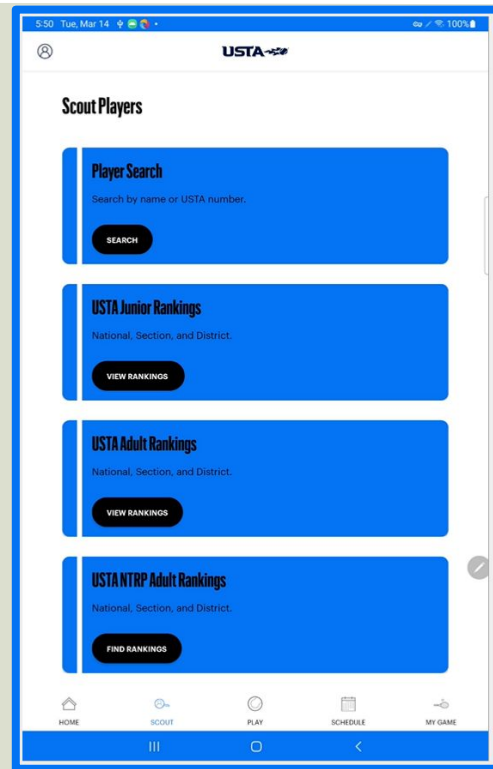 5:50 Tue, Mar 14
100%
USTA
Scout Players
Player Search
Search by name or USTA number.
SEARCH
USTA Junior Rankings
National, Section, and District.
VIEW RANKINGS
USTA Adult Rankings
National, Section, and District.
VIEW RANKINGS
USTA NTRP Adult Rankings
National, Section, and District.
FIND RANKINGS
HOME
SCOUT
PLAY
SCHEDULE
MY GAME